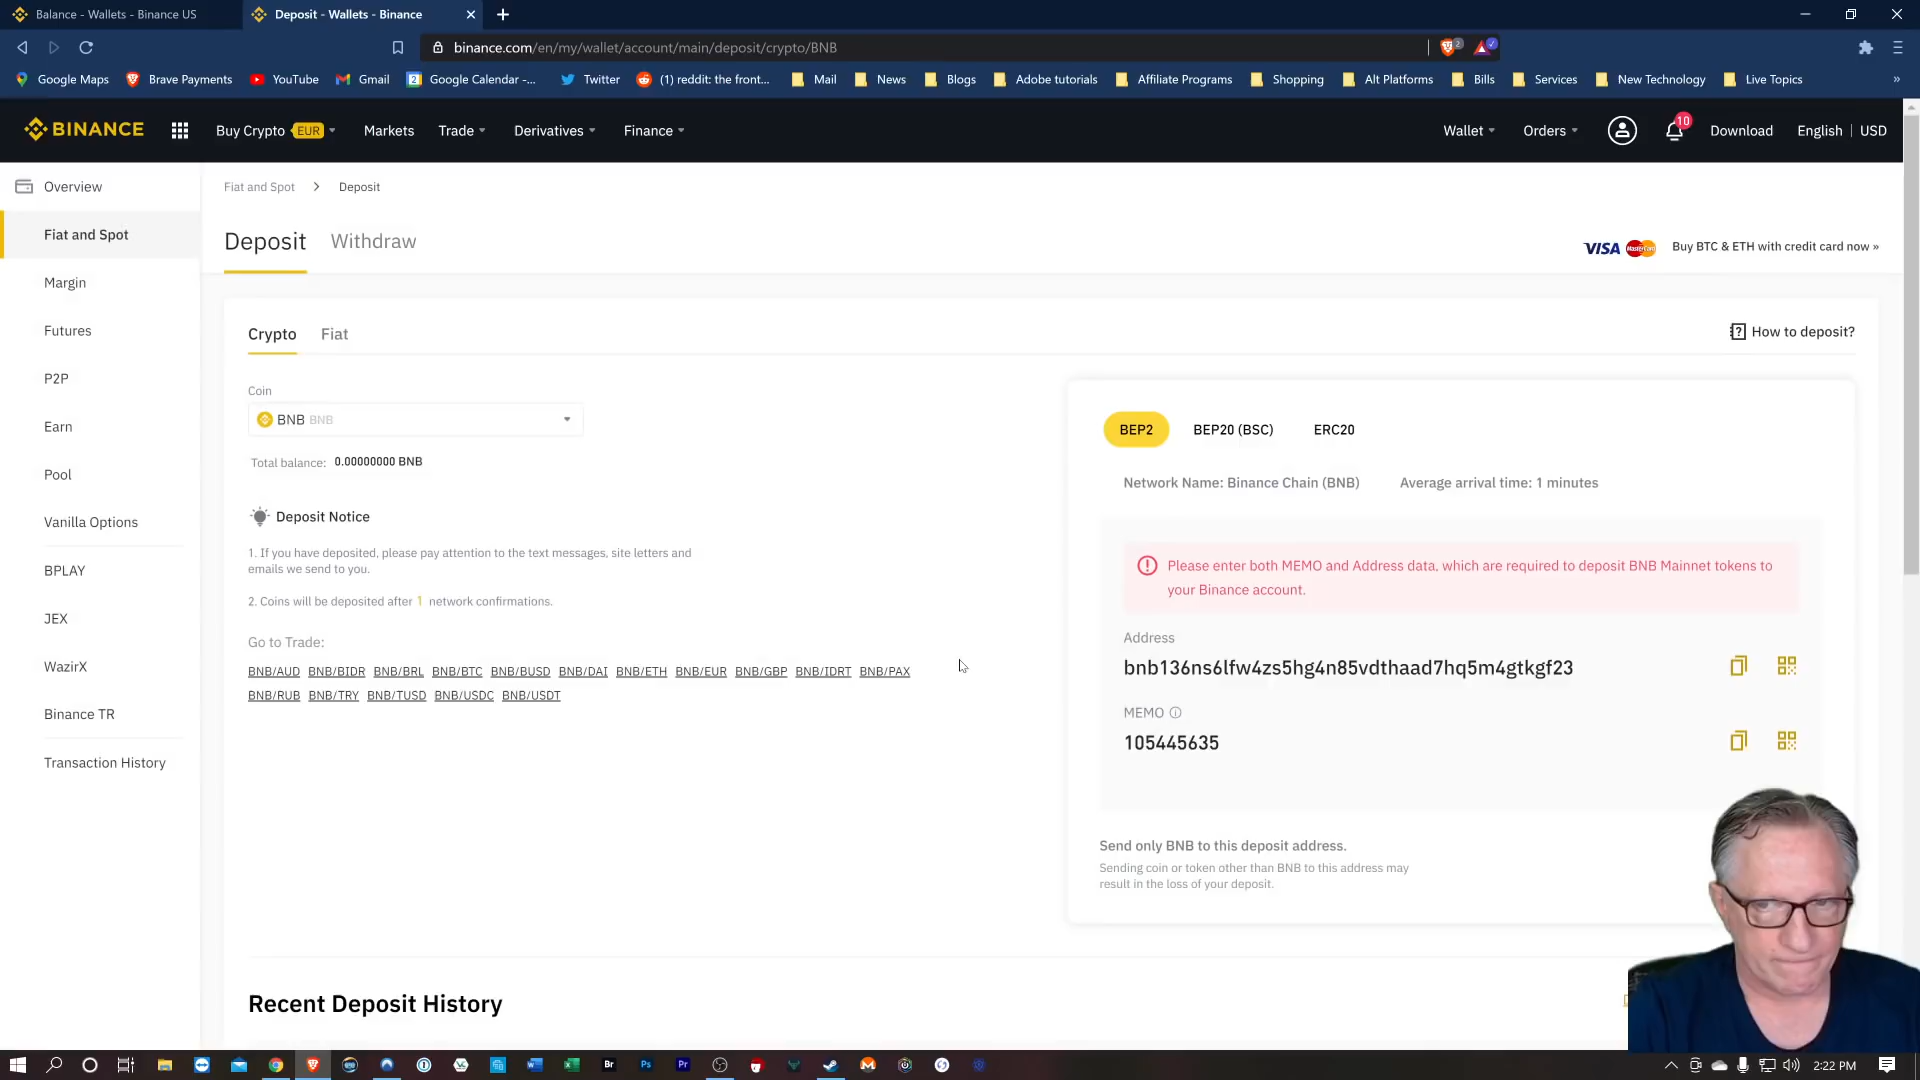 Balance - Wallets - Binance US
Deposit - Wallets - Binance
binance.com/en/my/wallet/account/main/deposit/crypto/BNB
2
Google Maps
Brave Payments
YouTube
Gmail
2
Google Calendar -...
Twitter
(1) reddit: the front...
Mail
News
Blogs
Adobe tutorials
Affiliate Programs
Shopping
Alt Platforms
Bills
Services
New Technology
Live Topics
»
BINANCE
Buy Crypto EUR
Markets
Trade
Derivatives
Finance
Wallet
Orders
10
Download
English | USD
Overview
Fiat and Spot
Margin
Futures
P2P
Earn
Pool
Vanilla Options
BPLAY
JEX
WazirX
Binance TR
Transaction History
Fiat and Spot > Deposit
Deposit
Withdraw
VISA MasterCard Buy BTC & ETH with credit card now »
Crypto
Fiat
How to deposit?
Coin
BNB BNB
Total balance: 0.00000000 BNB
Deposit Notice
1. If you have deposited, please pay attention to the text messages, site letters and
emails we send to you.
2. Coins will be deposited after 1 network confirmations.
Go to Trade:
BNB/AUD BNB/BIDR BNB/BRL BNB/BTC BNB/BUSD BNB/DAI BNB/ETH BNB/EUR BNB/GBP BNB/IDRT BNB/PAX
BNB/RUB BNB/TRY BNB/TUSD BNB/USDC BNB/USDT
BEP2
BEP20 (BSC)
ERC20
Network Name: Binance Chain (BNB)
Average arrival time: 1 minutes
Please enter both MEMO and Address data, which are required to deposit BNB Mainnet tokens to
your Binance account.
Address
bnb136ns6lfw4zs5hg4n85vdthaad7hq5m4gtkgf23
MEMO
105445635
Send only BNB to this deposit address.
Sending coin or token other than BNB to this address may
result in the loss of your deposit.
Recent Deposit History
Br
Ps
Pr
2:22 PM